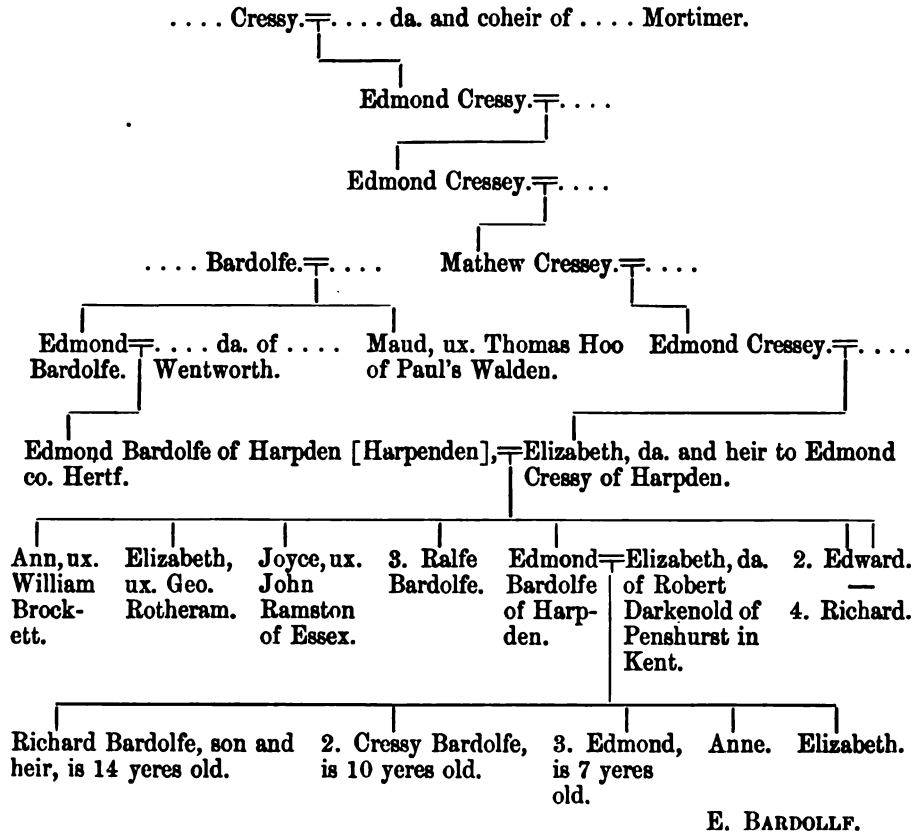 . . . . Cressy. . . . . da. and coheir of . . . . Mortimer.
Edmond Cressy. . . . .
Edmond Cressey. . . . .
. . . . Bardolfe. . . . .
Mathew Cressey. . . . .
Edmond
Bardolfe.
. . . . da. of . . . .
Wentworth.
Maud, ux. Thomas Hoo
of Paul's Walden.
Edmond Cressey. . . . .
Edmond Bardolfe of Harpden [Harpenden],
co. Hertf.
Elizabeth, da. and heir to Edmond
Cressy of Harpden.
Ann, ux.
William
Brock-
ett.
Elizabeth,
ux. Geo.
Rotheram.
Joyce, ux.
John
Ramston
of Essex.
3. Ralfe
Bardolfe.
Edmond
Bardolfe
of Harp-
den.
Elizabeth, da.
of Robert
Darkenold of
Penshurst in
Kent.
2. Edward.
—
4. Richard.
Richard Bardolfe, son and
heir, is 14 yeres old.
2. Cressy Bardolfe,
is 10 yeres old.
3. Edmond,
is 7 yeres
old.
Anne.
Elizabeth.
E. BARDOLLF.